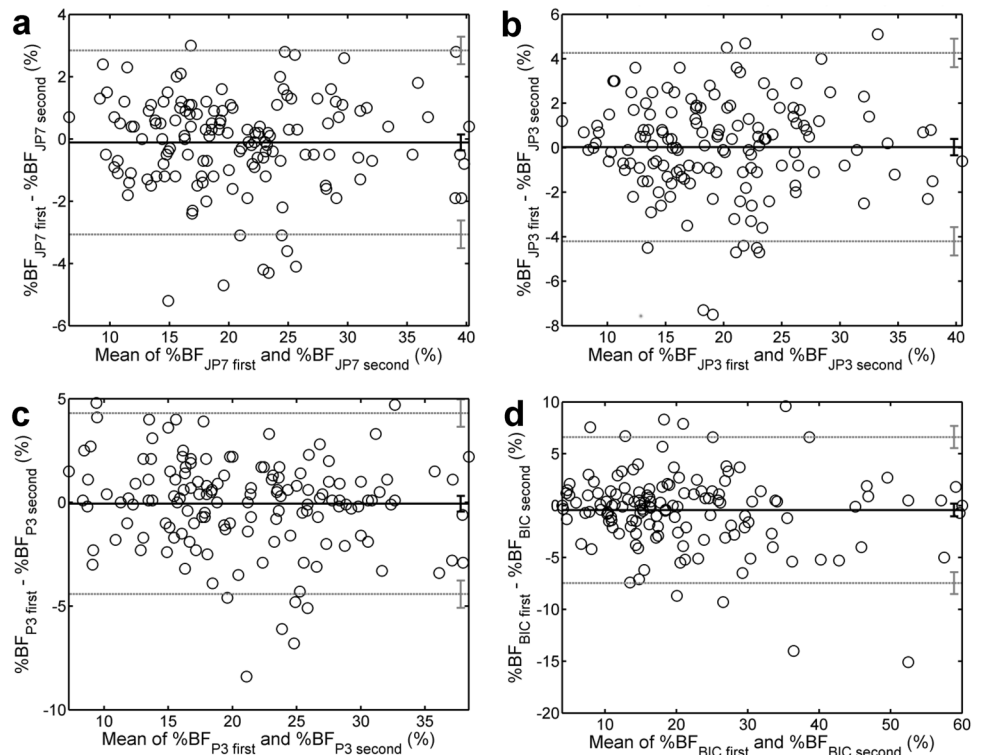 a
4
2
0
-2
-4
-6
10 15 20 25 30 35 40
%BF JP7 first - %BF JP7 second (%)
Mean of %BF JP7 first and %BF JP7 second (%)
b
6
4
2
0
-2
-4
-6
-8
10 15 20 25 30 35 40
%BF JP3 first - %BF JP3 second (%)
Mean of %BF JP3 first and %BF JP3 second (%)
c
5
0
-5
-10
10 15 20 25 30 35
%BF P3 first - %BF P3 second (%)
Mean of %BF P3 first and %BF P3 second (%)
d
10
5
0
-5
-10
-15
-20
10 20 30 40 50 60
%BF BIC first - %BF BIC second (%)
Mean of %BF BIC first and %BF BIC second (%)